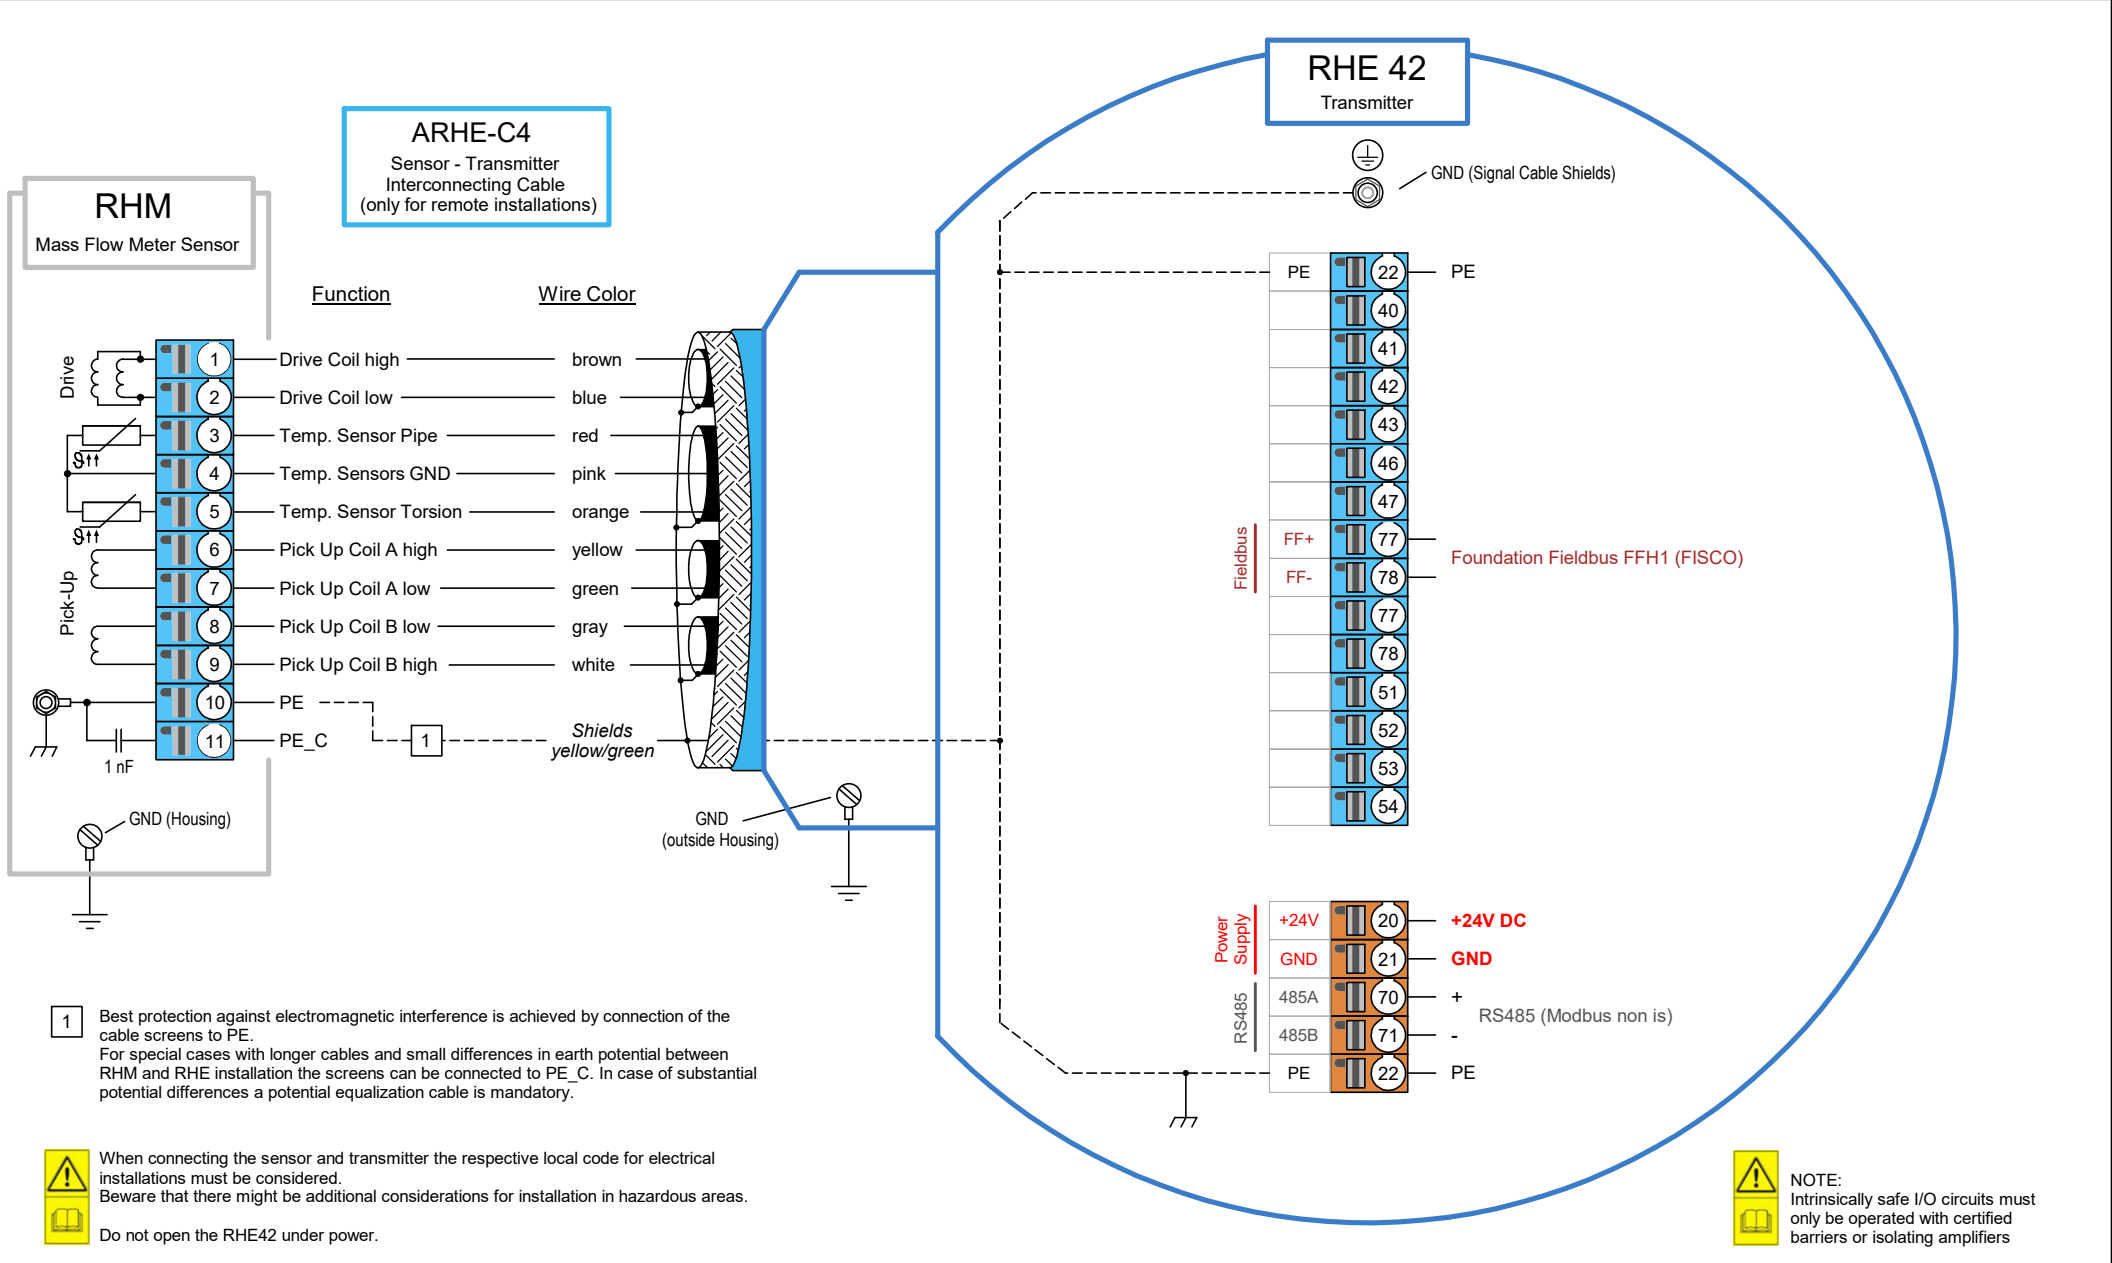 RHE 42
Transmitter
ARHE-C4
Sensor - Transmitter
Interconnecting Cable
(only for remote installations)
RHM
Mass Flow Meter Sensor
GND (Signal Cable Shields)
Function
Wire Color
Drive
1
Drive Coil high
brown
2
Drive Coil low
blue
3
Temp. Sensor Pipe
red
ϑ↑↑
4
Temp. Sensors GND
pink
5
Temp. Sensor Torsion
orange
ϑ↑↑
Pick-Up
6
Pick Up Coil A high
yellow
7
Pick Up Coil A low
green
8
Pick Up Coil B low
gray
9
Pick Up Coil B high
white
10
PE
11
PE_C
1
Shields
yellow/green
1 nF
GND (Housing)
GND
(outside Housing)
PE
22
PE
40
41
42
43
46
47
Fieldbus
FF+
77
FF-
78
Foundation Fieldbus FFH1 (FISCO)
77
78
51
52
53
54
Power
Supply
+24V
20
+24V DC
GND
21
GND
RS485
485A
70
+
485B
71
-
RS485 (Modbus non is)
PE
22
PE
1
Best protection against electromagnetic interference is achieved by connection of the
cable screens to PE.
For special cases with longer cables and small differences in earth potential between
RHM and RHE installation the screens can be connected to PE_C. In case of substantial
potential differences a potential equalization cable is mandatory.
When connecting the sensor and transmitter the respective local code for electrical
installations must be considered.
Beware that there might be additional considerations for installation in hazardous areas.
Do not open the RHE42 under power.
NOTE:
Intrinsically safe I/O circuits must
only be operated with certified
barriers or isolating amplifiers